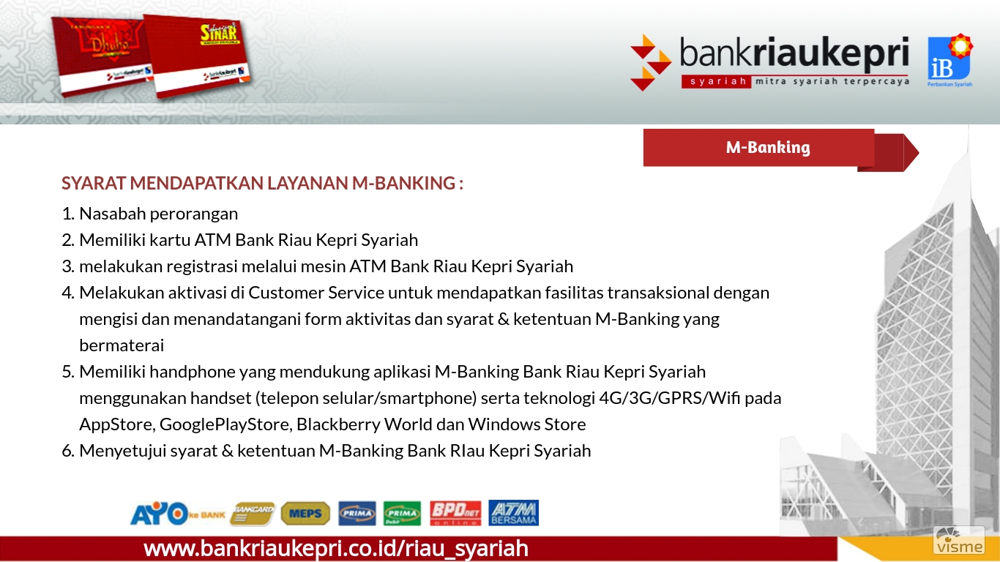 TABUNGAN iB
Dhuha
SINAR
bankriaukepri
bankriaukepri
bankriaukepri
syariah mitra syariah terpercaya
iB
Perbankan Syariah
M-Banking
SYARAT MENDAPATKAN LAYANAN M-BANKING :
1. Nasabah perorangan
2. Memiliki kartu ATM Bank Riau Kepri Syariah
3. melakukan registrasi melalui mesin ATM Bank Riau Kepri Syariah
4. Melakukan aktivasi di Customer Service untuk mendapatkan fasilitas transaksional dengan
mengisi dan menandatangani form aktivitas dan syarat & ketentuan M-Banking yang
bermaterai
5. Memiliki handphone yang mendukung aplikasi M-Banking Bank Riau Kepri Syariah
menggunakan handset (telepon selular/smartphone) serta teknologi 4G/3G/GPRS/Wifi pada
AppStore, GooglePlayStore, Blackberry World dan Windows Store
6. Menyetujui syarat & ketentuan M-Banking Bank RIau Kepri Syariah
AYO ke BANK BANKCARD MEPS PRIMA PRIMA Debit BPD net online ATM BERSAMA
www.bankriaukepri.co.id/riau_syariah
visme